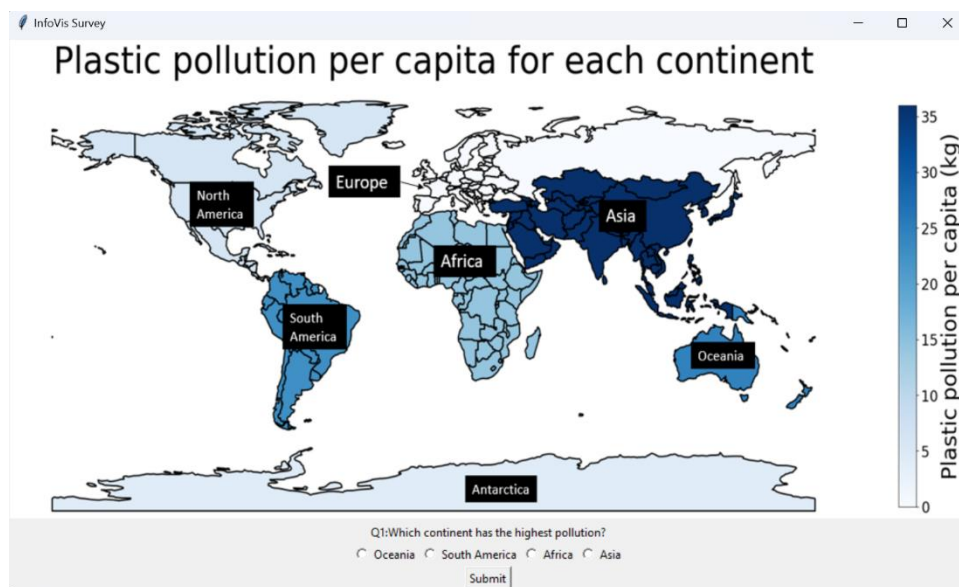 InfoVis Survey
Plastic pollution per capita for each continent
North
America
Europe
Asia
Africa
South
America
Oceania
Antarctica
35
30
25
20
15
10
5
0
Plastic pollution per capita (kg)
Q1:Which continent has the highest pollution?
Oceania South America Africa Asia
Submit